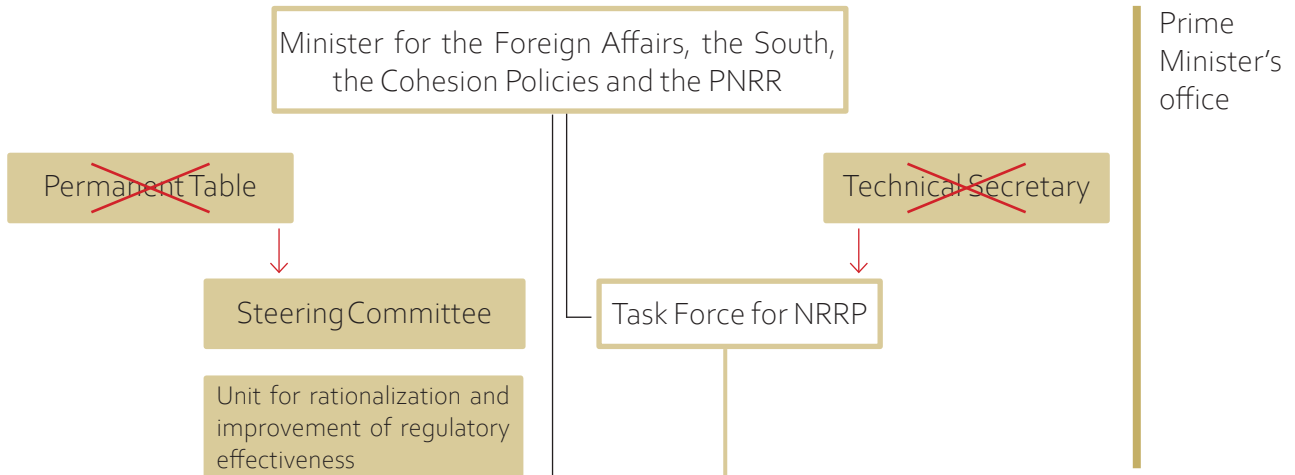 Minister for the Foreign Affairs, the South,
the Cohesion Policies and the PNRR
Prime
Minister's
office
Permanent Table
Technical Secretary
Steering Committee
Task Force for NRRP
Unit for rationalization and
improvement of regulatory
effectiveness